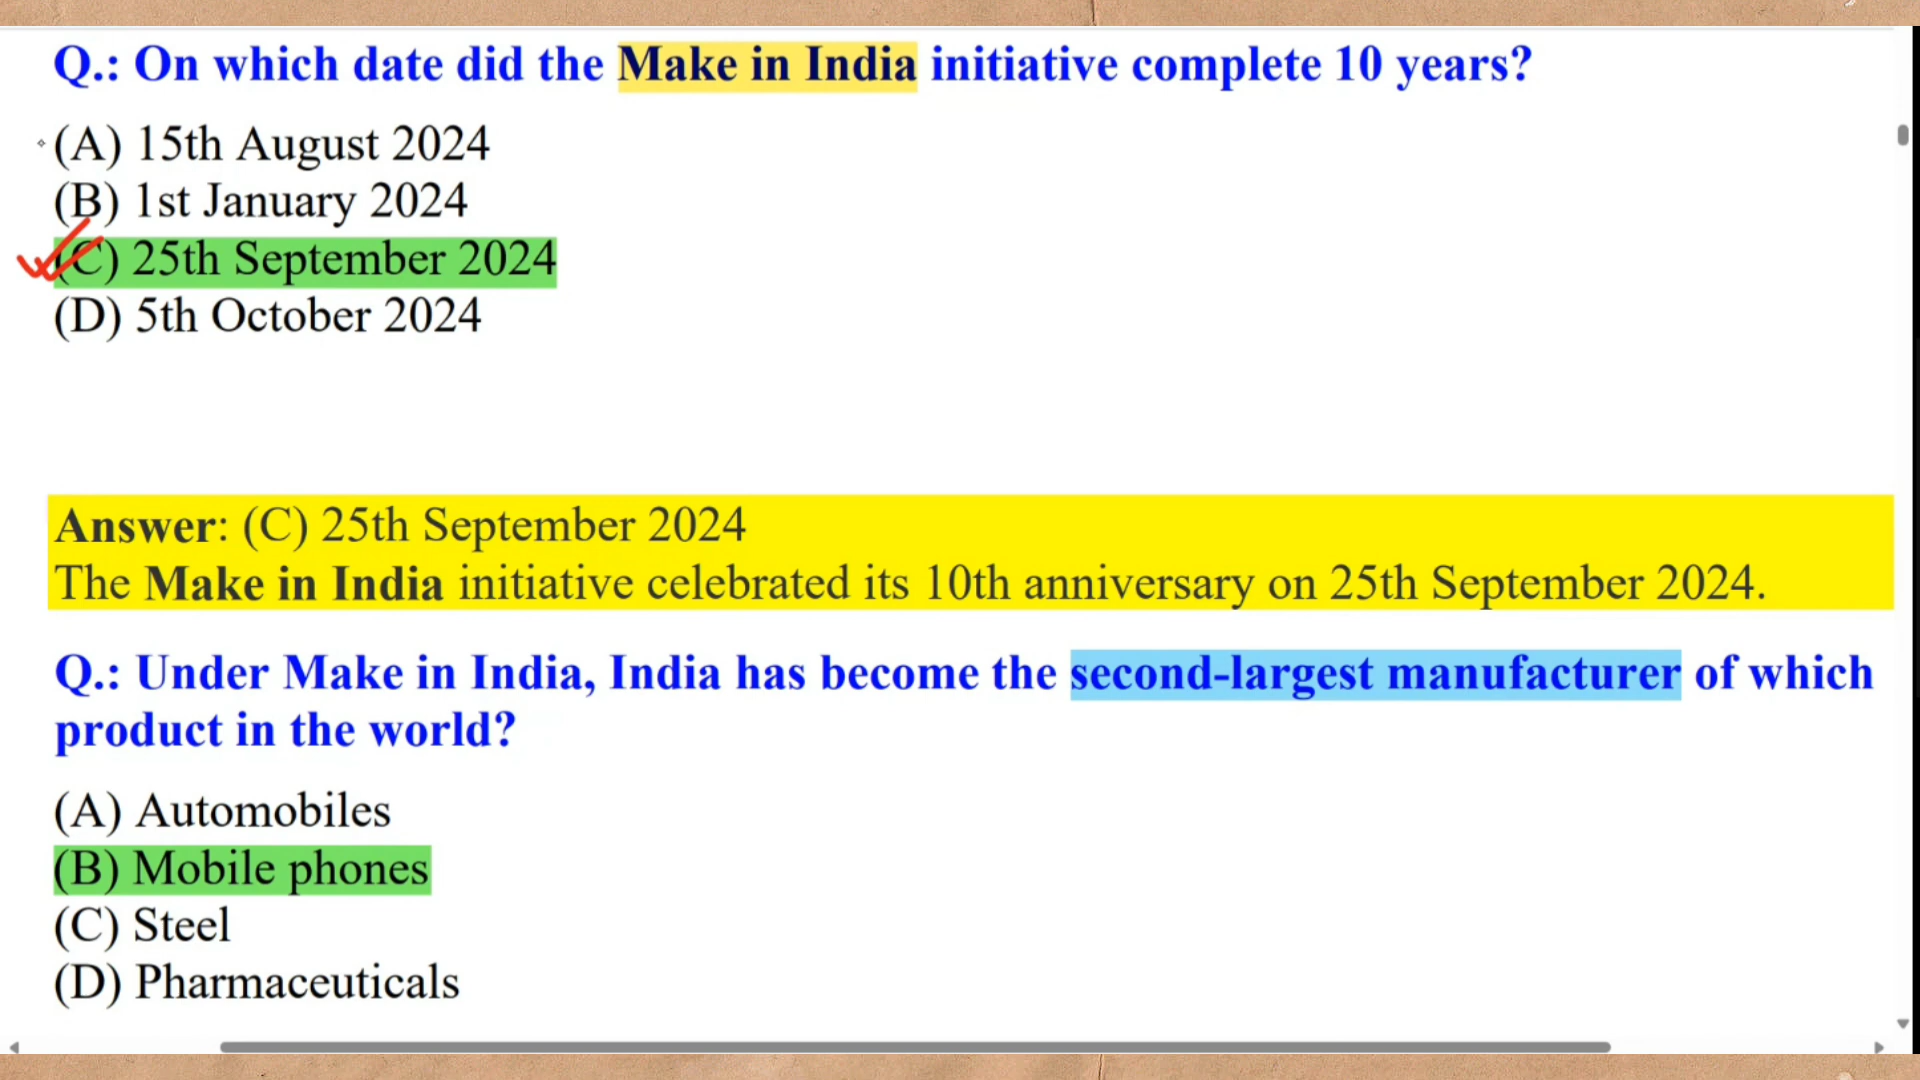 Q.: On which date did the Make in India initiative complete 10 years?
(A) 15th August 2024
(B) 1st January 2024
(C) 25th September 2024
(D) 5th October 2024
Answer: (C) 25th September 2024
The Make in India initiative celebrated its 10th anniversary on 25th September 2024.
Q.: Under Make in India, India has become the second-largest manufacturer of which
product in the world?
(A) Automobiles
(B) Mobile phones
(C) Steel
(D) Pharmaceuticals